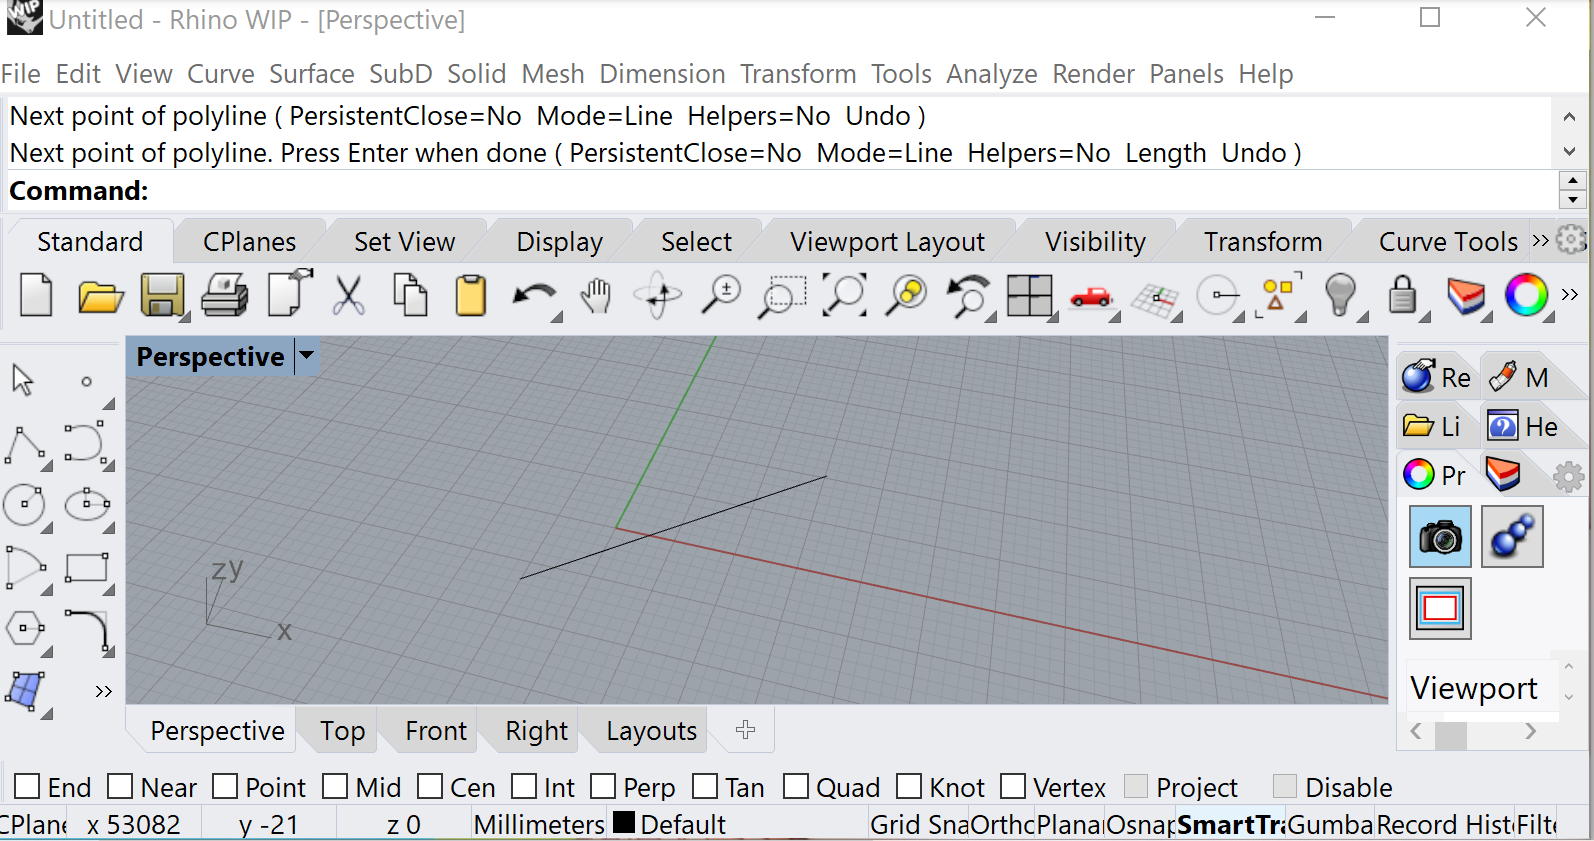 Untitled - Rhino WIP - [Perspective]
File Edit View Curve Surface SubD Solid Mesh Dimension Transform Tools Analyze Render Panels Help
Next point of polyline ( PersistentClose=No Mode=Line Helpers=No Undo )
Next point of polyline. Press Enter when done ( PersistentClose=No Mode=Line Helpers=No Length Undo )
Command:
Standard CPlanes Set View Display Select Viewport Layout Visibility Transform Curve Tools »
»
Perspective
Re M
Li He
Pr
zy
x
»
Viewport
Perspective Top Front Right Layouts
End Near Point Mid Cen Int Perp Tan Quad Knot Vertex Project Disable
CPlane x 53082 y -21 z 0 Millimeters Default Grid Sna Ortho Planar Osnap SmartTra Gumba Record Histo Filte